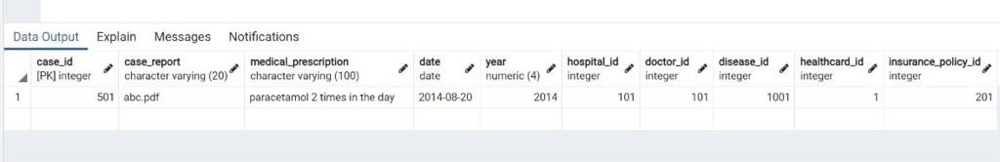 Data Output Explain Messages Notifications
case_id case_report medical_prescription date year hospital_id doctor_id disease_id healthcard_id insurance_policy_id
[PK] integer character varying (20) character varying (100) date numeric (4) integer integer integer integer integer
1 501 abc.pdf paracetamol 2 times in the day 2014-08-20 2014 101 101 1001 1 201